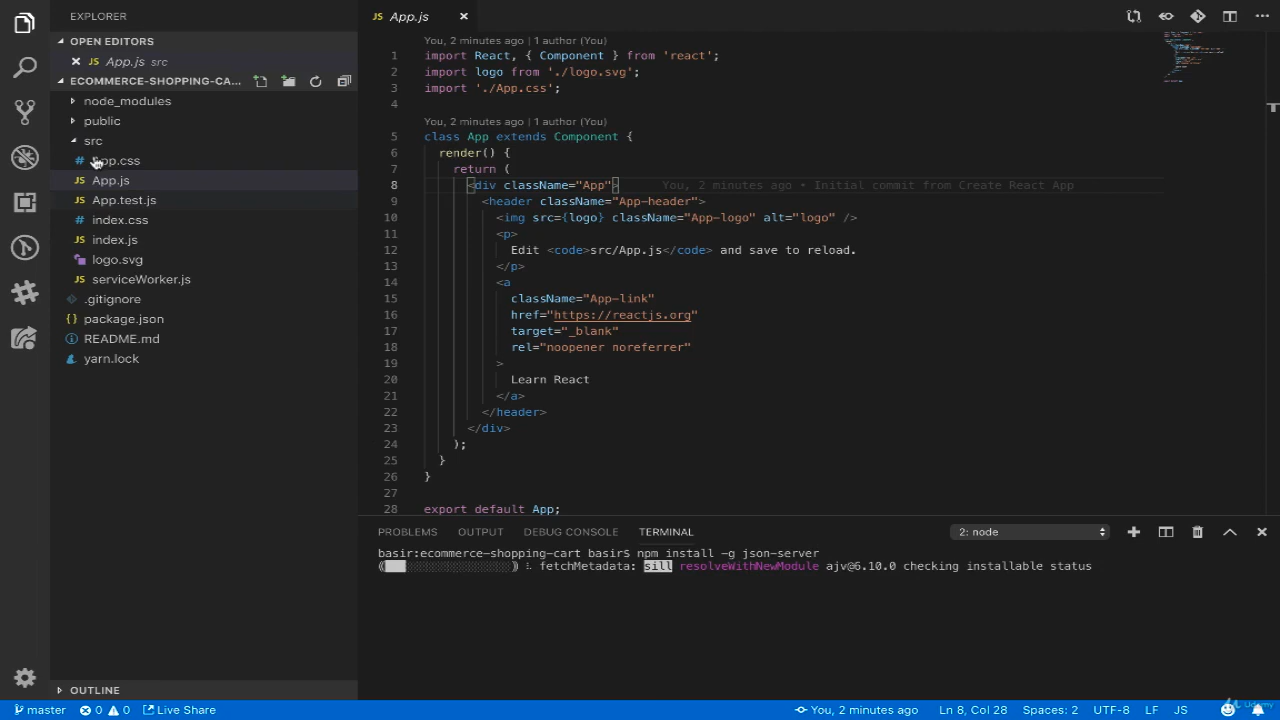 EXPLORER
OPEN EDITORS
App.js src
ECOMMERCE-SHOPPING-CA...
node_modules
public
src
App.js
App.test.js
index.css
index.js
logo.svg
serviceWorker.js
.gitignore
package.json
README.md
yarn.lock
OUTLINE
App.js
You, 2 minutes ago | 1 author (You)
1 import React, { Component } from 'react';
2 import logo from './logo.svg';
3 import './App.css';
4
You, 2 minutes ago | 1 author (You)
5 class App extends Component {
6 render() {
7 return (
8 <div className="App"> You, 2 minutes ago • Initial commit from Create React App
9 <header className="App-header">
10 <img src={logo} className="App-logo" alt="logo" />
11 <p>
12 Edit <code>src/App.js</code> and save to reload.
13 </p>
14 <a
15 className="App-link"
16 href="https://reactjs.org"
17 target="_blank"
18 rel="noopener noreferrer"
19 >
20 Learn React
21 </a>
22 </header>
23 </div>
24 );
25 }
26 }
27
28 export default App;
PROBLEMS OUTPUT DEBUG CONSOLE TERMINAL 2: node
basir:ecommerce-shopping-cart basir$ npm install -g json-server
fetchMetadata: sill resolveWithNewModule ajv@6.10.0 checking installable status
master 0 0 Live Share You, 2 minutes ago Ln 8, Col 28 Spaces: 2 UTF-8 LF JS
Udemy